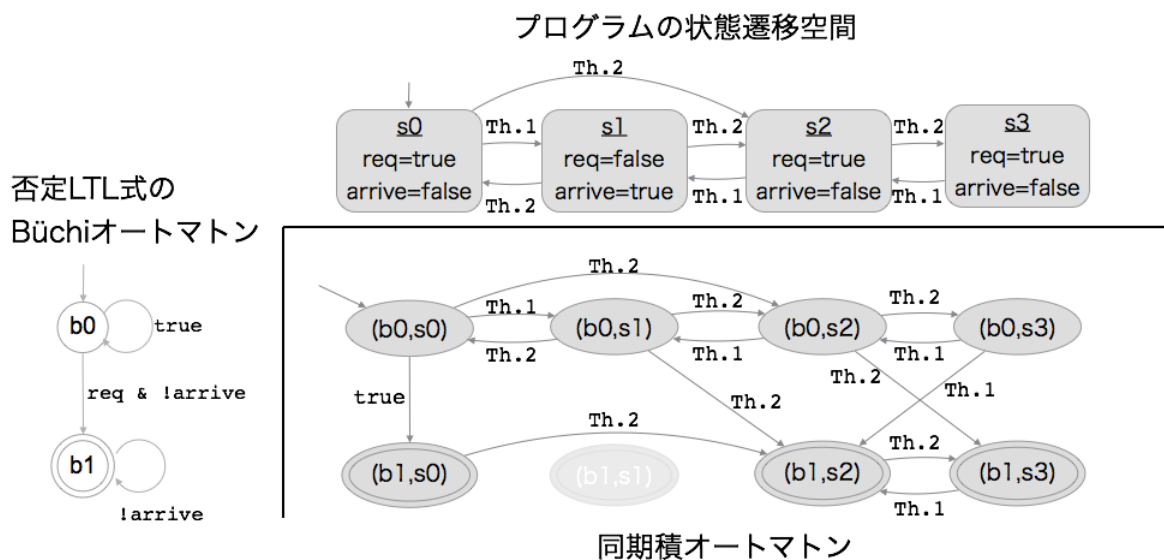 プログラムの状態遷移空間
Th.2
s0
req=true
arrive=false
Th.1
Th.2
s1
req=false
arrive=true
Th.2
Th.1
s2
req=true
arrive=false
Th.2
Th.1
s3
req=true
arrive=false
否定LTL式の
Büchiオートマトン
b0
true
req & !arrive
b1
!arrive
Th.2
(b0,s0)
Th.1
Th.2
(b0,s1)
Th.2
Th.1
(b0,s2)
Th.2
Th.1
(b0,s3)
true
Th.2
Th.2
Th.1
Th.2
(b1,s0)
(b1,s1)
(b1,s2)
Th.2
Th.1
(b1,s3)
同期積オートマトン